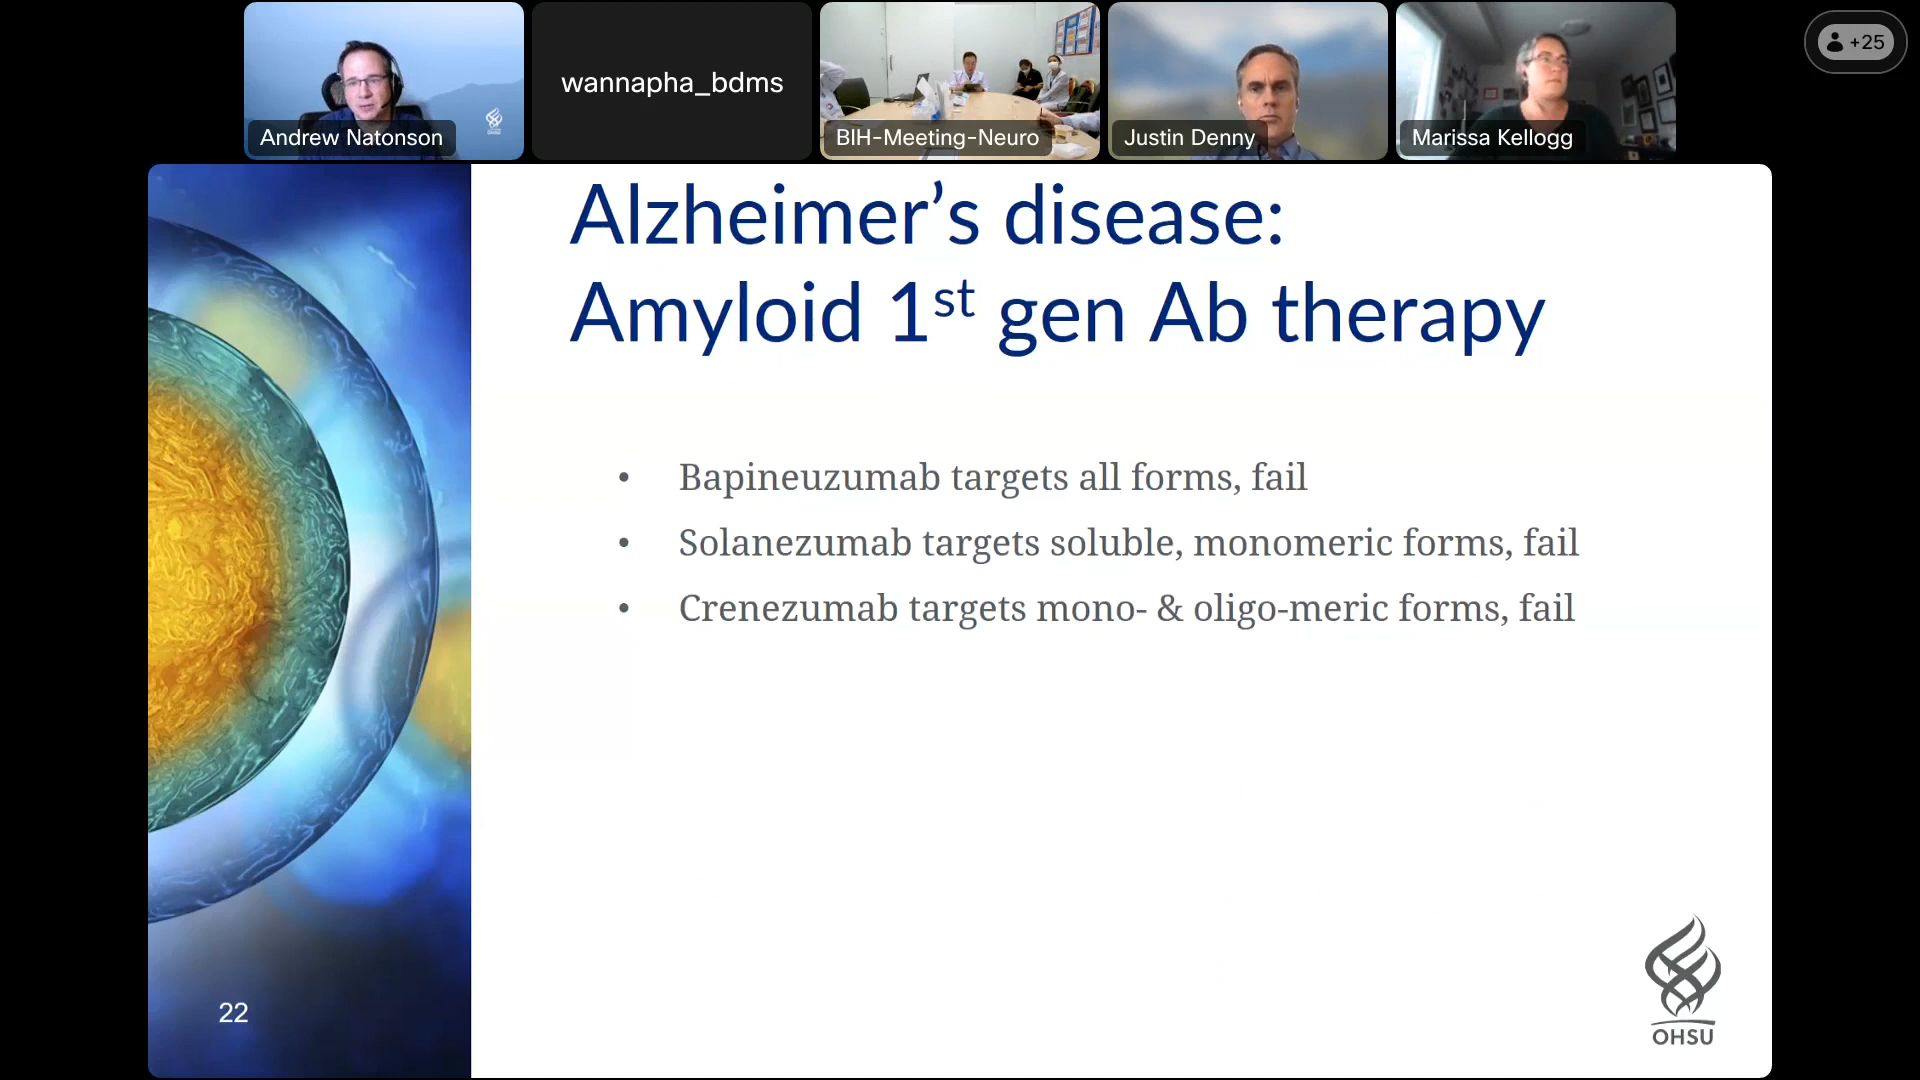 Andrew Natonson
wannapha_bdms
BIH-Meeting-Neuro
Justin Denny
Marissa Kellogg
+25
Alzheimer’s disease:
Amyloid 1st gen Ab therapy
• Bapineuzumab targets all forms, fail
• Solanezumab targets soluble, monomeric forms, fail
• Crenezumab targets mono- & oligo-meric forms, fail
22
OHSU